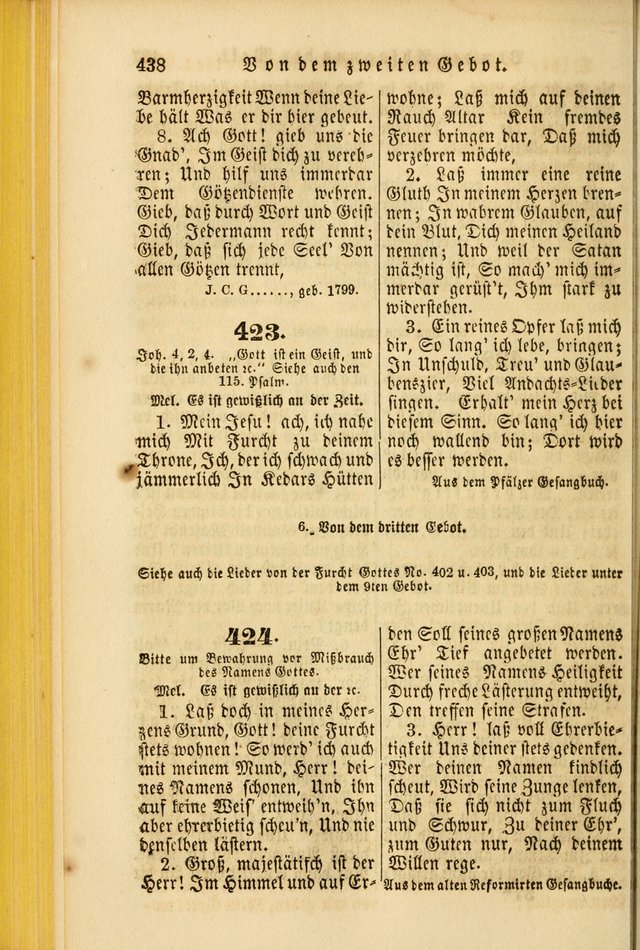 438 Von dem zweiten Gebot.
Barmherzigkeit Wenn deine Lie-
be hält Was er dir hier gebeut.
8. Ach Gott! gieb uns die
Gnad’, Im Geist dich zu vereh-
ren; Und hilf uns immerdar
Dem Götzendienste wehren.
Gieb, daß durch Wort und Geist
Dich Jedermann recht kennt;
Gieb, daß sich jede Seel’ Von
allen Götzen trennt,
J. C. G......, geb. 1799.
423.
Joh. 4, 2, 4. „Gott ist ein Geist, und
die ihn anbeten ꝛc.“ Siehe auch den
115. Psalm.
Mel. Es ist gewißlich an der Zeit.
1. Mein Jesu! ach, ich nahe
mich Mit Furcht zu deinem
Throne, Ich, der ich schwach und
jämmerlich In Kedars Hütten
wohne; Laß mich auf deinen
Rauch Altar Kein fremdes
Feuer bringen dar, Daß mich
verzehren möchte,
2. Laß immer eine reine
Gluth In meinem Herzen bren-
nen; In wahrem Glauben, auf
dein Blut, Dich meinen Heiland
nennen; Und weil der Satan
mächtig ist, So mach’ mich im-
merdar gerüst’t, Ihm stark zu
widerstehen.
3. Ein reines Opfer laß mich
dir, So lang’ ich lebe, bringen;
In Unschuld, Treu’ und Glau-
benszier, Viel Andachts-Lieder
singen. Erhalt’ mein Herz bei
diesem Sinn. So lang’ ich hier
noch wallend bin; Dort wird
es besser werden.
Aus dem Pfälzer Gesangbuch.
6. Von dem dritten Gebot.
Siehe auch die Lieder von der Furcht Gottes No. 402 u. 403, und die Lieder unter
dem 9ten Gebot.
424.
Bitte um Bewahrung vor Mißbrauch
des Namens Gottes.
Mel. Es ist gewißlich an der ꝛc.
1. Laß doch in meines Her-
zens Grund, Gott! deine Furcht
stets wohnen! So werd’ ich auch
mit meinem Mund, Herr! dei-
nes Namens schonen, Und ihn
auf keine Weis’ entweih’n, Ihn
aber ehrerbietig scheu’n, Und nie
denselben lästern.
2. Groß, majestätisch ist der
Herr! Im Himmel und auf Er-
den Soll seines großen Namens
Ehr’ Tief angebetet werden.
Wer seines Namens Heiligkeit
Durch freche Lästerung entweiht,
Den treffen seine Strafen.
3. Herr! laß voll Ehrerbie-
tigkeit Uns deiner stets gedenken.
Wer deinen Namen kindlich
scheut, Wird seine Zunge lenken,
Daß sie sich nicht zum Fluch
und Schwur, Zu deiner Ehr’,
zum Guten nur, Nach deinem
Willen rege.
Aus dem alten Reformirten Gesangbuche.